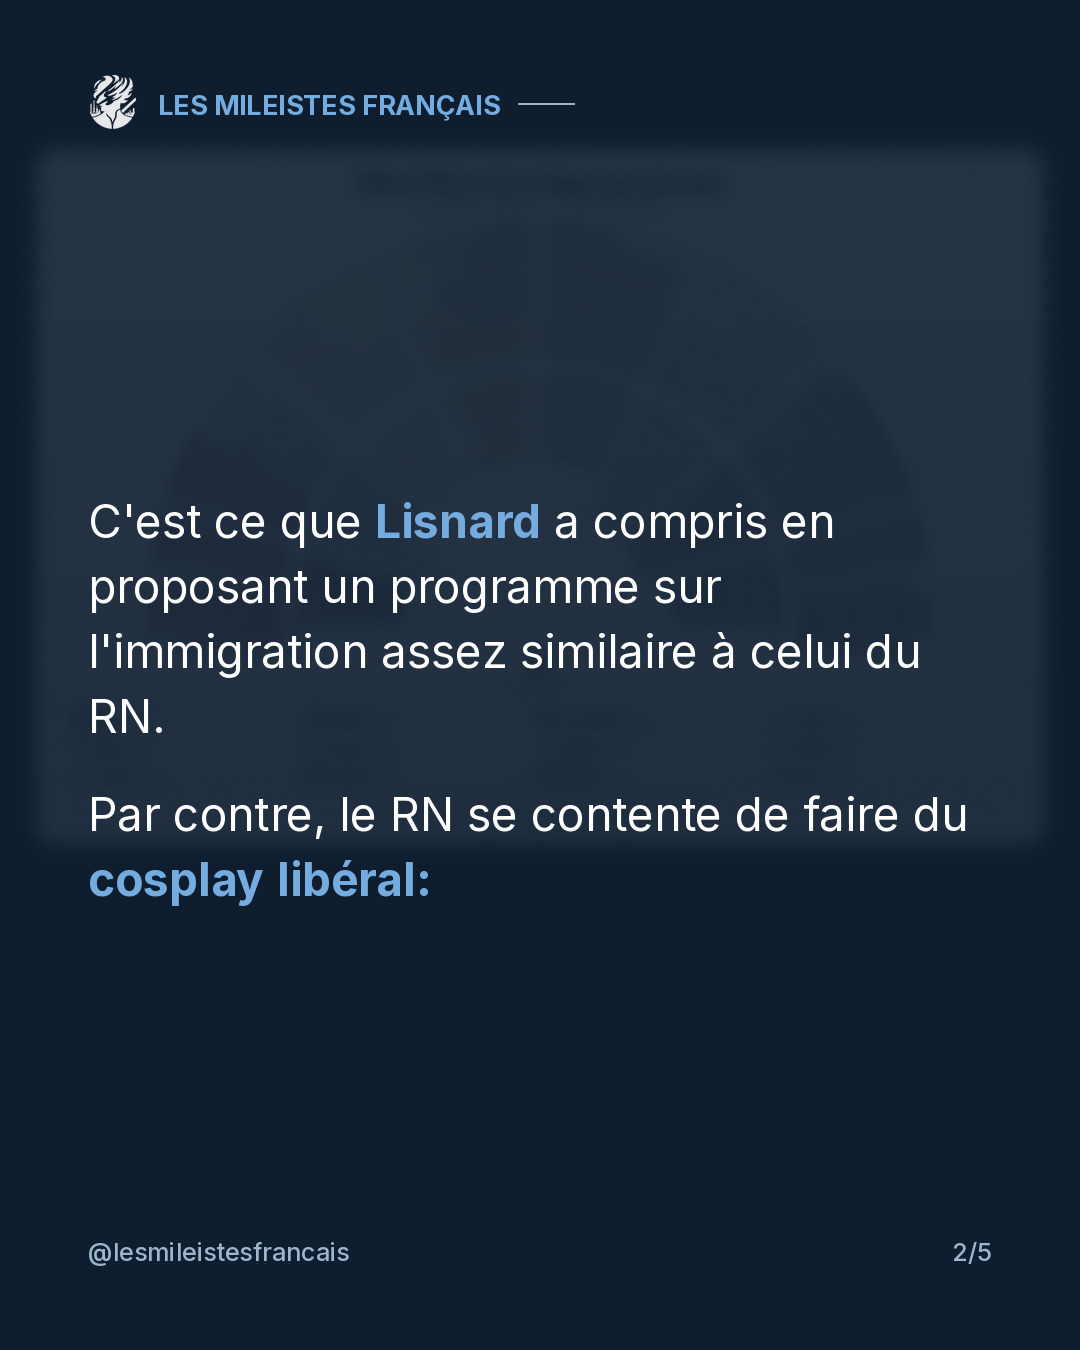 LES MILEISTES FRANÇAIS
C'est ce que Lisnard a compris en
proposant un programme sur
l'immigration assez similaire à celui du
RN.
Par contre, le RN se contente de faire du
cosplay libéral:
@lesmileistesfrancais
2/5